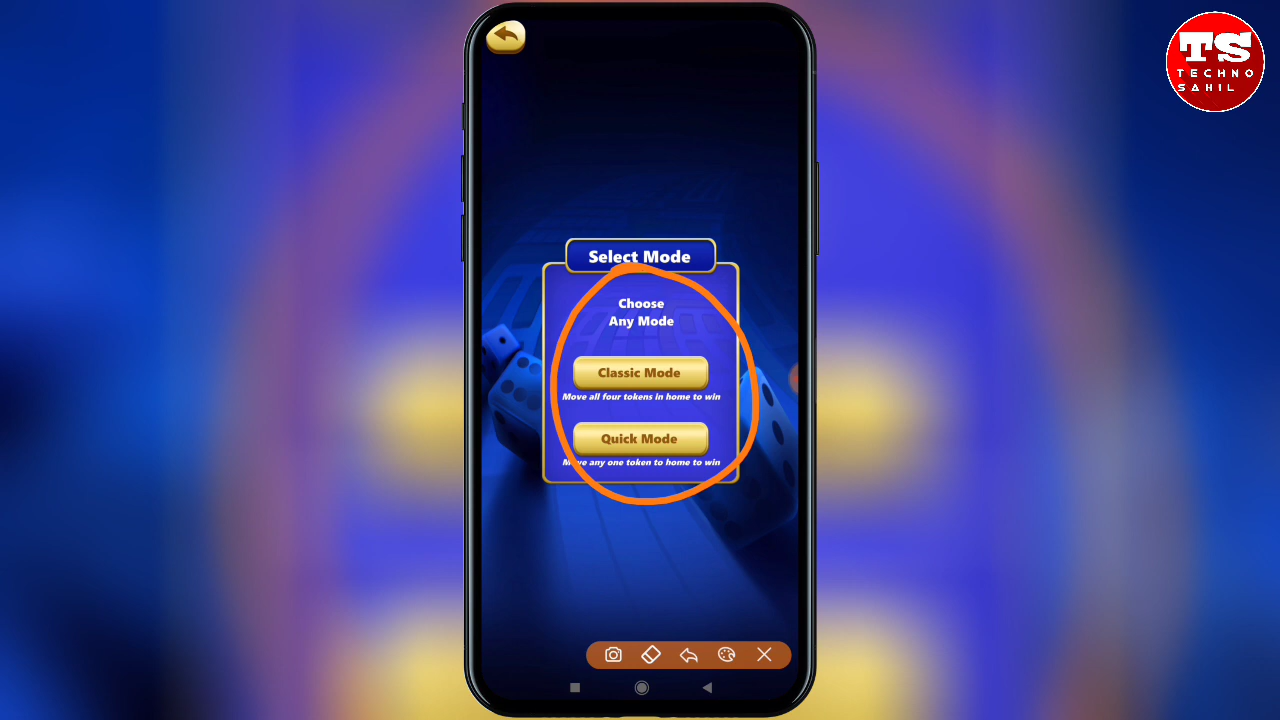 TS
TECHNO
SAHIL
Select Mode
Choose
Any Mode
Classic Mode
Move all four tokens in home to win
Quick Mode
Move any one token to home to win